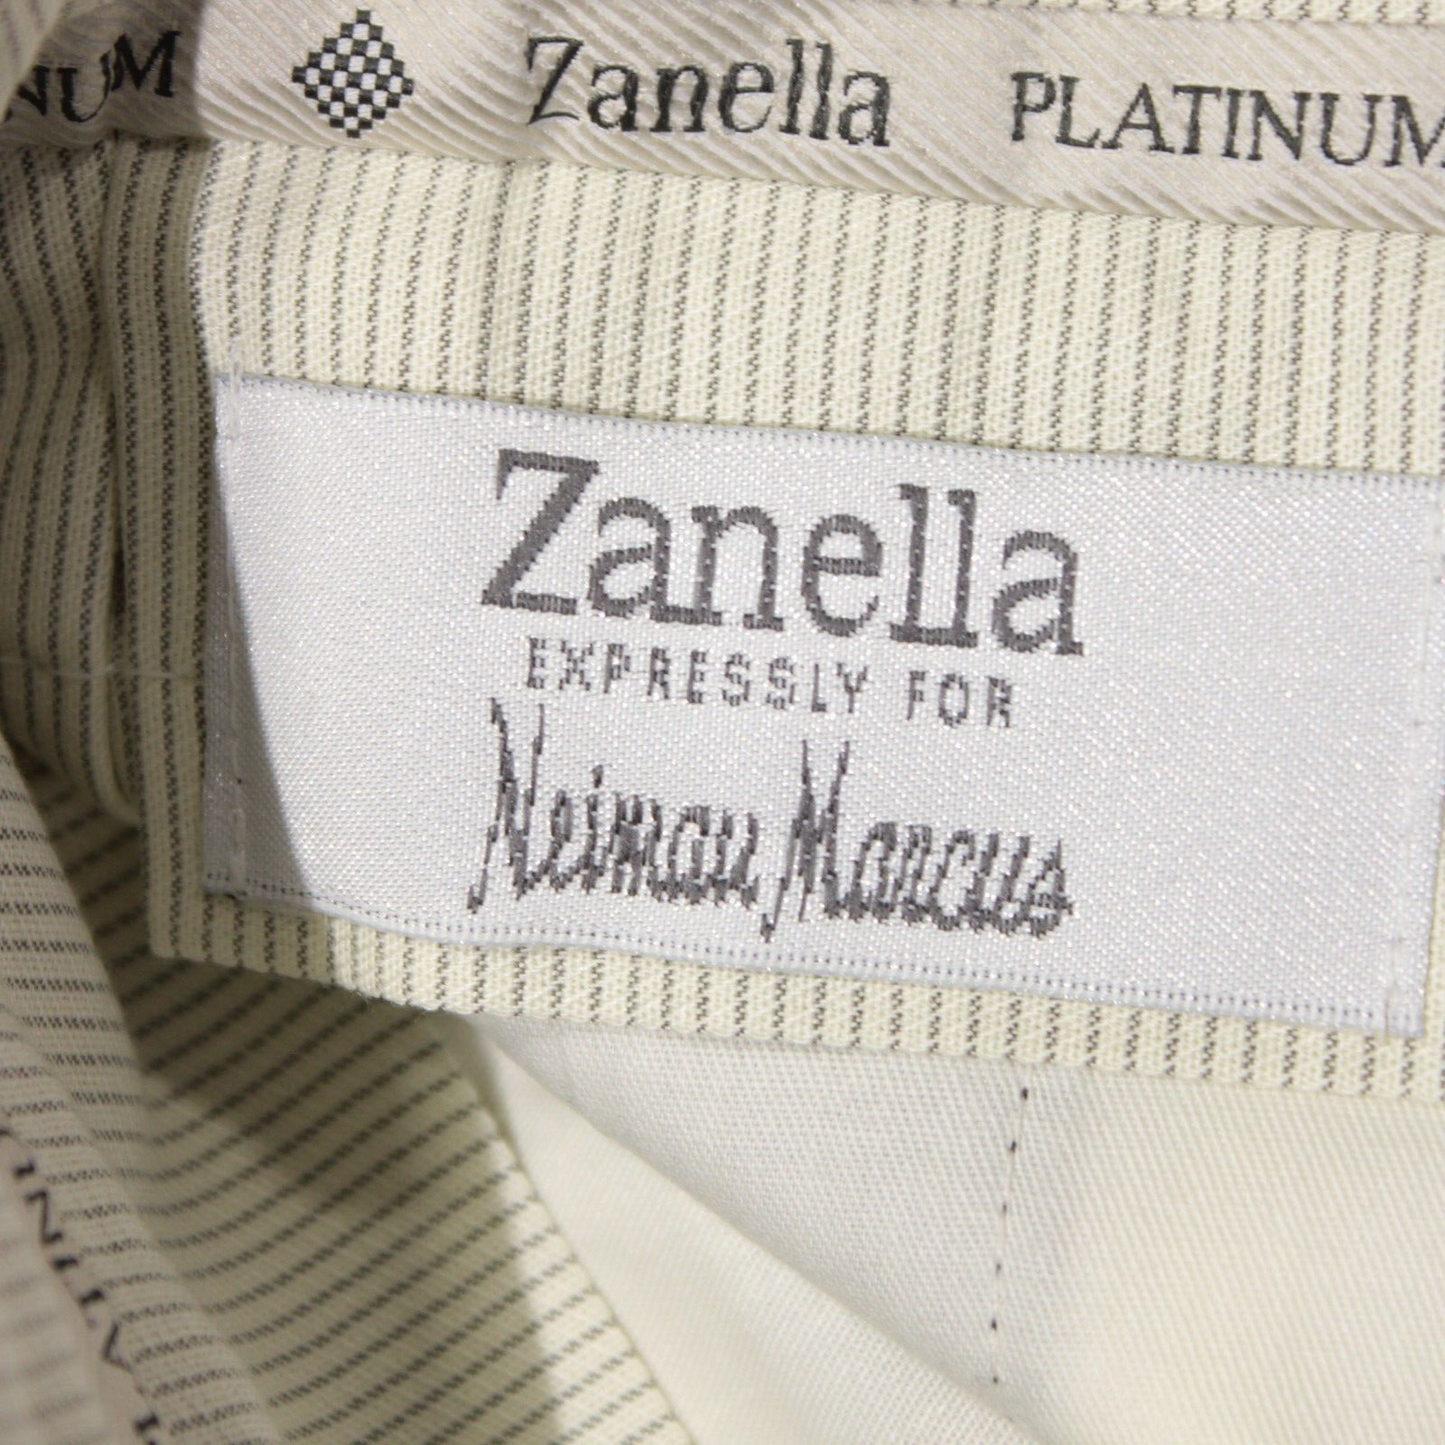 NUM Zanella PLATINUM
Zanella
EXPRESSLY FOR
Neiman Marcus